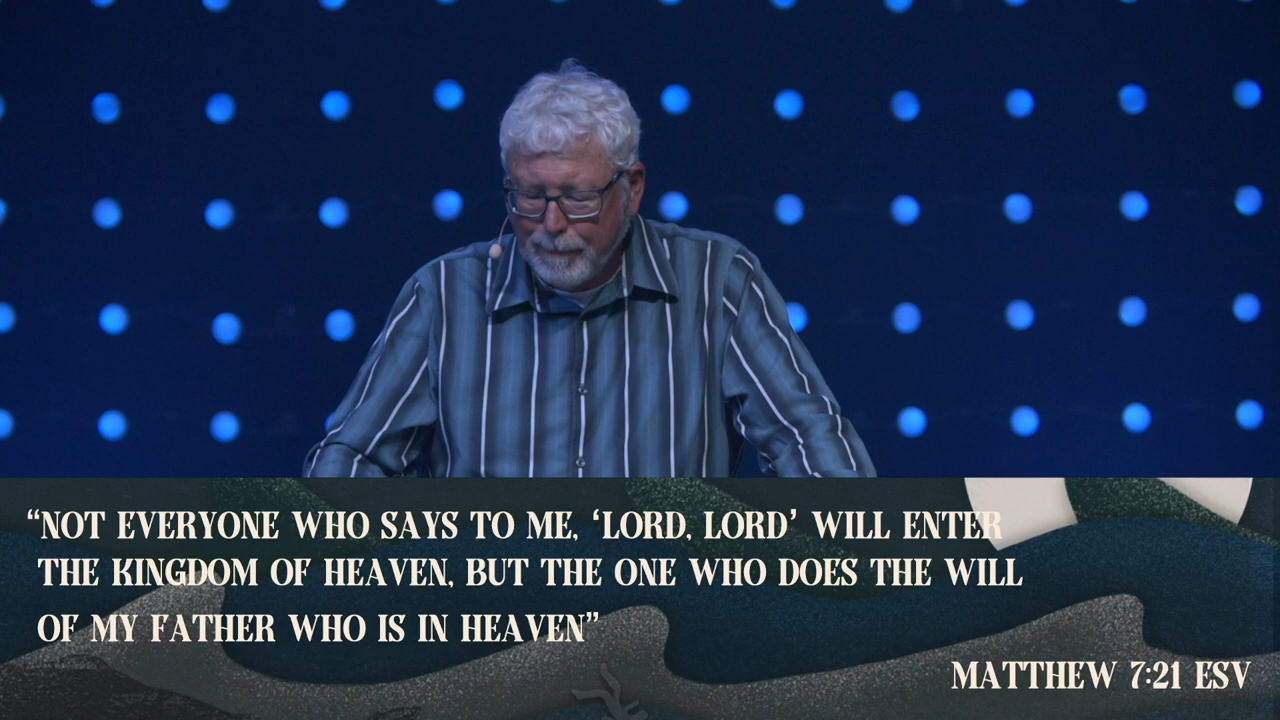 “NOT EVERYONE WHO SAYS TO ME, ‘LORD, LORD’ WILL ENTER
THE KINGDOM OF HEAVEN, BUT THE ONE WHO DOES THE WILL
OF MY FATHER WHO IS IN HEAVEN”
MATTHEW 7:21 ESV